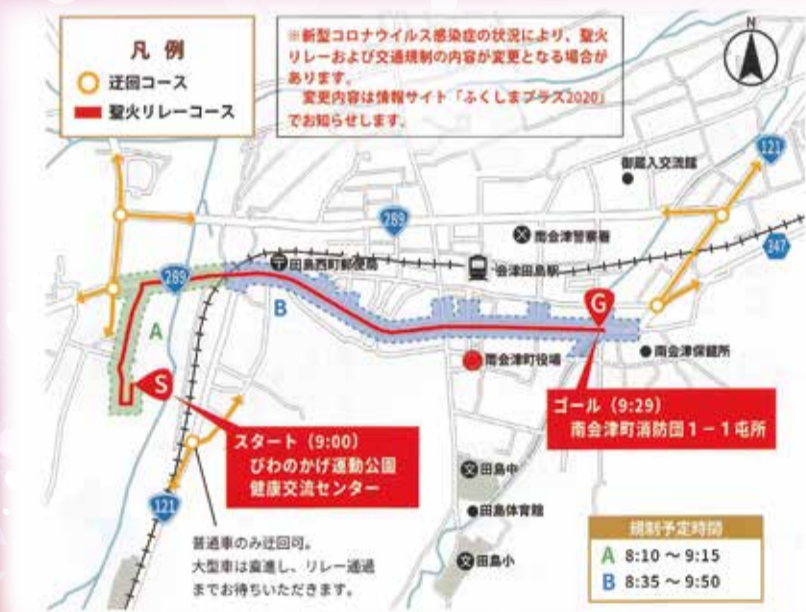 凡例
迂回コース
聖火リレーコース
※新型コロナウイルス感染症の状況により、聖火
リレーおよび交通規制の内容が変更となる場合が
あります。
変更内容は情報サイト「ふくしまプラス2020」
でお知らせします。
N
121
御蔵入交流館
289
南会津警察署
347
田島西町郵便局
会津田島駅
289
A
B
G
南会津町役場
南会津保健所
S
ゴール（9:29）
南会津町消防団1－1屯所
スタート（9:00）
びわのかげ運動公園
健康交流センター
121
文 田島中
田島体育館
文 田島小
普通車のみ迂回可。
大型車は直進し、リレー通過
までお待ちいただきます。
規制予定時間
A 8:10 ～ 9:15
B 8:35 ～ 9:50